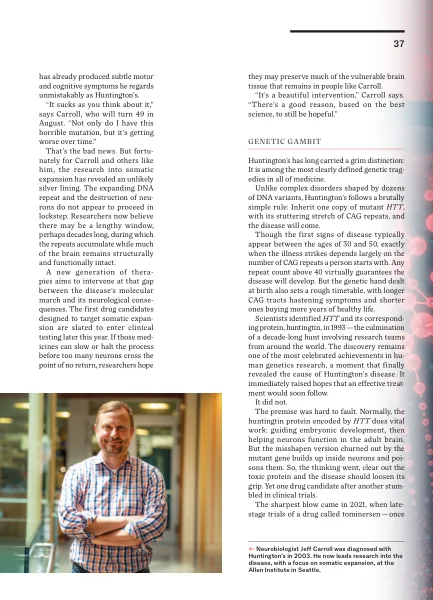 37
has already produced subtle motor
and cognitive symptoms he regards
unmistakably as Huntington's.
"It sucks as you think about it,"
says Carroll, who will turn 49 in
August. "Not only do I have this
horrible mutation, but it's getting
worse over time."
That's the bad news. But fortu-
nately for Carroll and others like
him, the research into somatic
expansion has revealed an unlikely
silver lining. The expanding DNA
repeat and the destruction of neu-
rons do not appear to proceed in
lockstep. Researchers now believe
there may be a lengthy window,
perhaps decades long, during which
the repeats accumulate while much
of the brain remains structurally
and functionally intact.
A new generation of thera-
pies aims to intervene at that gap
between the disease's molecular
march and its neurological conse-
quences. The first drug candidates
designed to target somatic expan-
sion are slated to enter clinical
testing later this year. If those med-
icines can slow or halt the process
before too many neurons cross the
point of no return, researchers hope
they may preserve much of the vulnerable brain
tissue that remains in people like Carroll.
"It's a beautiful intervention," Carroll says.
"There's a good reason, based on the best
science, to still be hopeful."
GENETIC GAMBIT
Huntington's has long carried a grim distinction:
It is among the most clearly defined genetic trag-
edies in all of medicine.
Unlike complex disorders shaped by dozens
of DNA variants, Huntington's follows a brutally
simple rule: Inherit one copy of mutant HTT,
with its stuttering stretch of CAG repeats, and
the disease will come.
Though the first signs of disease typically
appear between the ages of 30 and 50, exactly
when the illness strikes depends largely on the
number of CAG repeats a person starts with. Any
repeat count above 40 virtually guarantees the
disease will develop. But the genetic hand dealt
at birth also sets a rough timetable, with longer
CAG tracts hastening symptoms and shorter
ones buying more years of healthy life.
Scientists identified HTT and its correspond-
ing protein, huntingtin, in 1993 — the culmination
of a decade-long hunt involving research teams
from around the world. The discovery remains
one of the most celebrated achievements in hu-
man genetics research, a moment that finally
revealed the cause of Huntington's disease. It
immediately raised hopes that an effective treat-
ment would soon follow.
It did not.
The premise was hard to fault. Normally, the
huntingtin protein encoded by HTT does vital
work: guiding embryonic development, then
helping neurons function in the adult brain.
But the misshapen version churned out by the
mutant gene builds up inside neurons and poi-
sons them. So, the thinking went, clear out the
toxic protein and the disease should loosen its
grip. Yet one drug candidate after another stum-
bled in clinical trials.
The sharpest blow came in 2021, when late-
stage trials of a drug called tominersen — once
← Neurobiologist Jeff Carroll was diagnosed with
Huntington's in 2003. He now leads research into the
disease, with a focus on somatic expansion, at the
Allen Institute in Seattle.